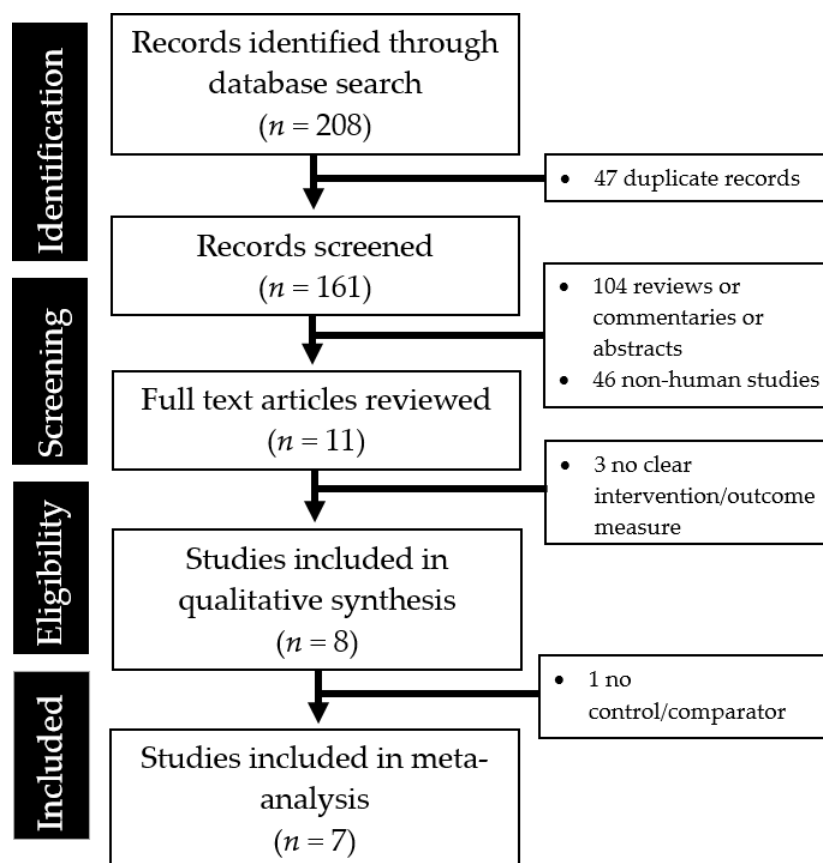 Identification
Records identified through
database search
(n = 208)
• 47 duplicate records
Records screened
(n = 161)
Screening
• 104 reviews or
commentaries or
abstracts
• 46 non-human studies
Full text articles reviewed
(n = 11)
• 3 no clear
intervention/outcome
measure
Eligibility
Studies included in
qualitative synthesis
(n = 8)
• 1 no
control/comparator
Included
Studies included in meta-
analysis
(n = 7)